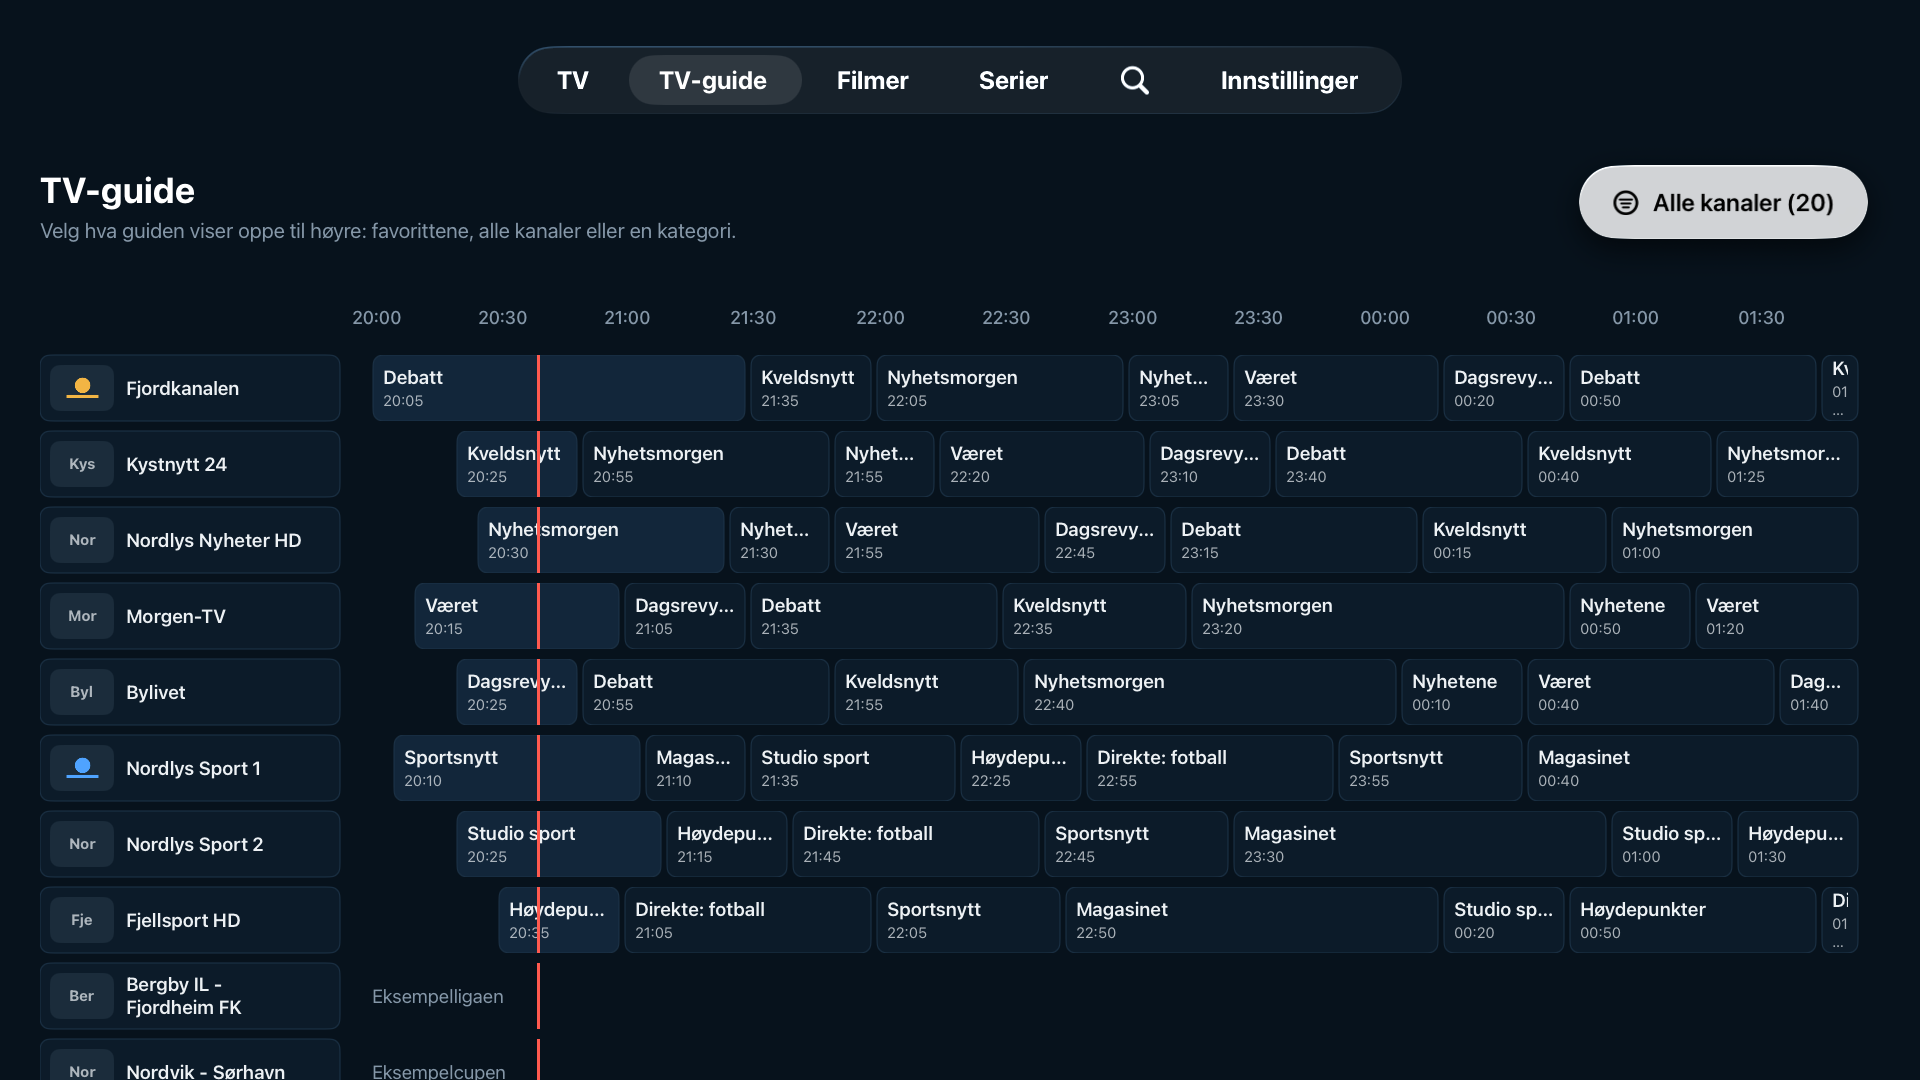 TV
TV-guide
Filmer
Serier
Innstillinger
TV-guide
Velg hva guiden viser oppe til høyre: favorittene, alle kanaler eller en kategori.
Alle kanaler (20)
20:00 20:30 21:00 21:30 22:00 22:30 23:00 23:30 00:00 00:30 01:00 01:30
Fjordkanalen
Debatt Kveldsnytt Nyhetsmorgen Nyhet... Været Dagsrevy... Debatt Kv
20:05 21:35 22:05 23:05 23:30 00:20 00:50 01
...
Kys Kystnytt 24
Kveldsnytt Nyhetsmorgen Nyhet... Været Dagsrevy... Debatt Kveldsnytt Nyhetsmor...
20:25 20:55 21:55 22:20 23:10 23:40 00:40 01:25
Nor Nordlys Nyheter HD
Nyhetsmorgen Nyhet... Været Dagsrevy... Debatt Kveldsnytt Nyhetsmorgen
20:30 21:30 21:55 22:45 23:15 00:15 01:00
Mor Morgen-TV
Været Dagsrevy... Debatt Kveldsnytt Nyhetsmorgen Nyhetene Været
20:15 21:05 21:35 22:35 23:20 00:50 01:20
Byl Bylivet
Dagsrevy... Debatt Kveldsnytt Nyhetsmorgen Nyhetene Været Dag...
20:25 20:55 21:55 22:40 00:10 00:40 01:40
Nordlys Sport 1
Sportsnytt Magas... Studio sport Høydepu... Direkte: fotball Sportsnytt Magasinet
20:10 21:10 21:35 22:25 22:55 23:55 00:40
Nor Nordlys Sport 2
Studio sport Høydepu... Direkte: fotball Sportsnytt Magasinet Studio sp... Høydepu...
20:25 21:15 21:45 22:45 23:30 01:00 01:30
Fje Fjellsport HD
Høydepu... Direkte: fotball Sportsnytt Magasinet Studio sp... Høydepunkter Di
20:35 21:05 22:05 22:50 00:20 00:50 01
...
Ber Bergby IL -
Fjordheim FK
Eksempelligaen
Nor Nordvik - Sørhavn
Eksempelcupen